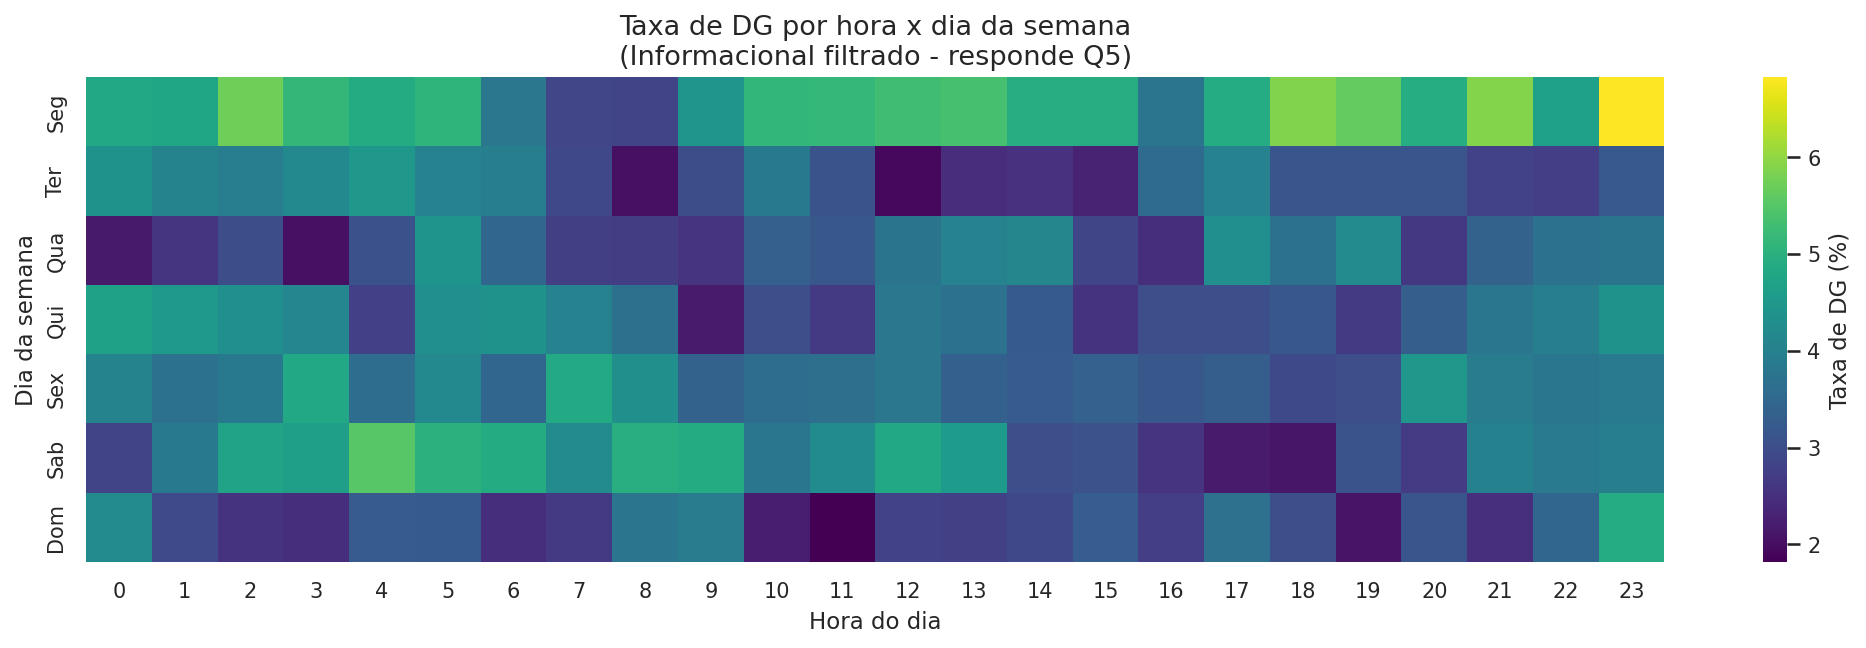 Taxa de DG por hora x dia da semana
(Informacional filtrado - responde Q5)
Dia da semana
Seg
Ter
Qua
Qui
Sex
Sab
Dom
0 1 2 3 4 5 6 7 8 9 10 11 12 13 14 15 16 17 18 19 20 21 22 23
Hora do dia
6
5
4
3
2
Taxa de DG (%)